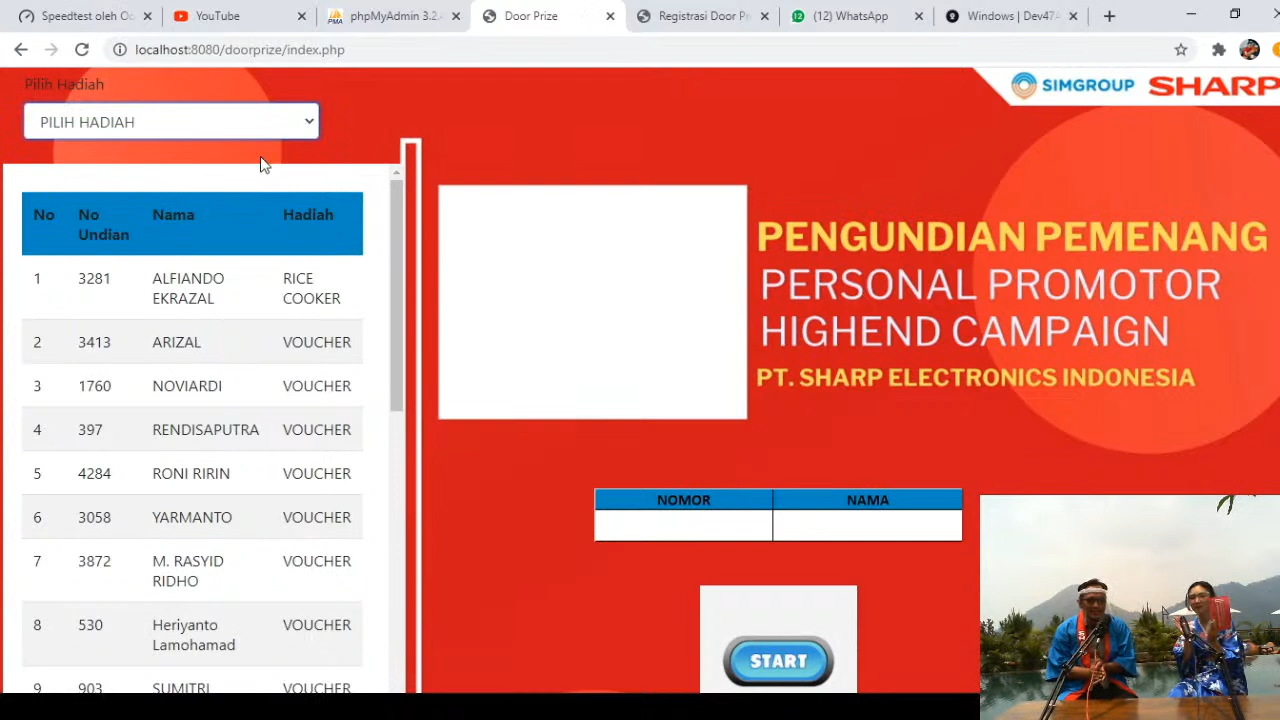 Speedtest oleh Oo
YouTube
phpMyAdmin 3.2.
Door Prize
Registrasi Door P
(12) WhatsApp
Windows | Dev47A
localhost:8080/doorprize/index.php
Pilih Hadiah
PILIH HADIAH
SIMGROUP SHARP
No No Undian Nama Hadiah
1 3281 ALFIANDO EKRAZAL RICE COOKER
2 3413 ARIZAL VOUCHER
3 1760 NOVIARDI VOUCHER
4 397 RENDISAPUTRA VOUCHER
5 4284 RONI RIRIN VOUCHER
6 3058 YARMANTO VOUCHER
7 3872 M. RASYID RIDHO VOUCHER
8 530 Heriyanto Lamohamad VOUCHER
9 903 SUMITRI VOUCHER
PENGUNDIAN PEMENANG
PERSONAL PROMOTOR
HIGHEND CAMPAIGN
PT. SHARP ELECTRONICS INDONESIA
NOMOR NAMA
START